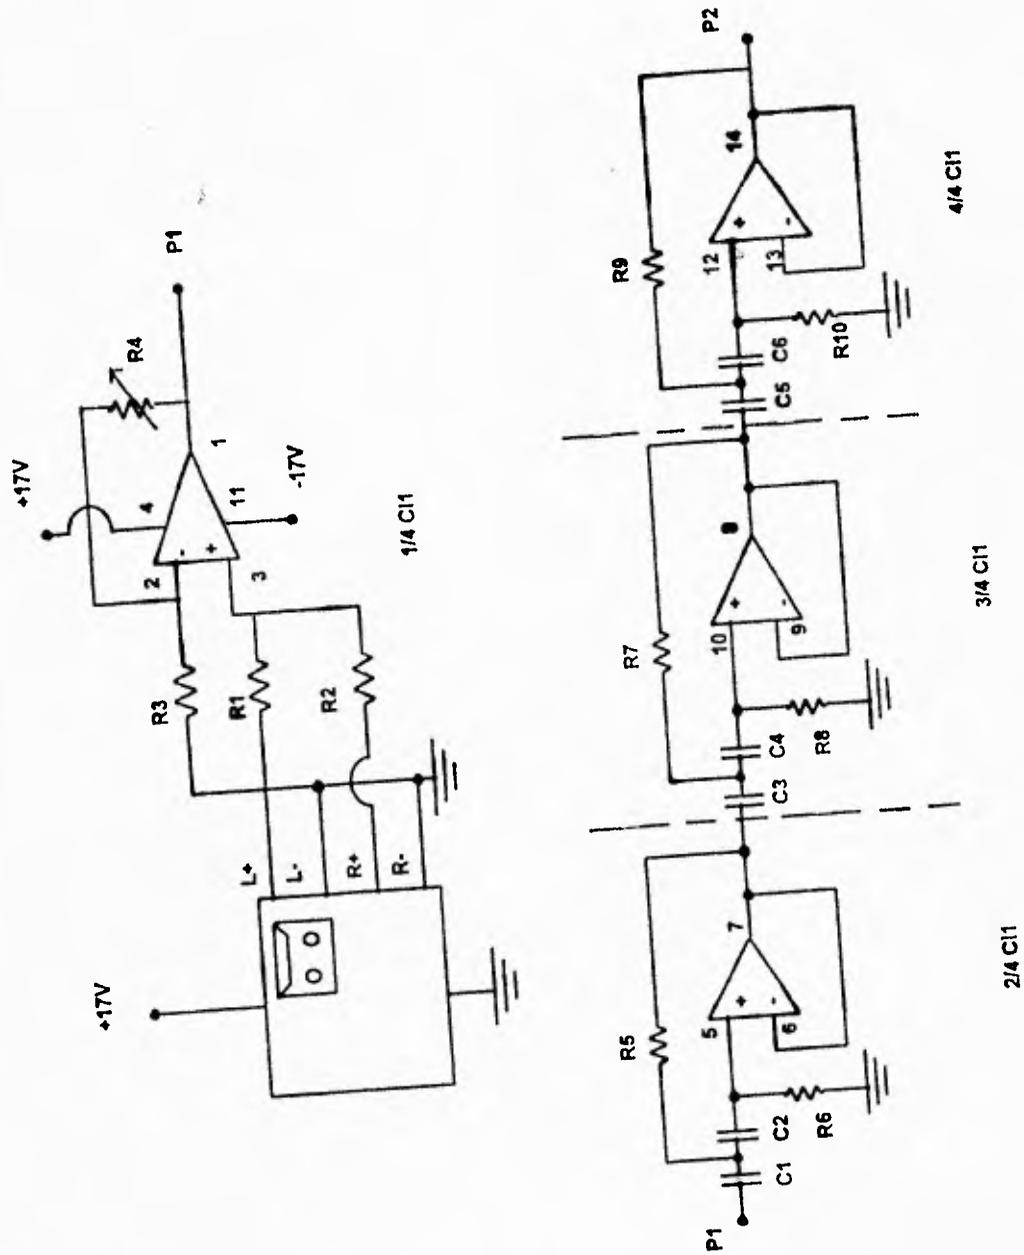 +17V
L+
L-
R+
R-
R3
R1
R2
+17V
2
-
+
3
4
11
1
-17V
R4
P1
1/4 CI1
P1
C1
C2
R5
R6
5
6
+
-
7
2/4 CI1
C3
C4
R7
R8
10
9
+
-
8
3/4 CI1
C5
C6
R9
R10
12
13
+
-
14
P2
4/4 CI1